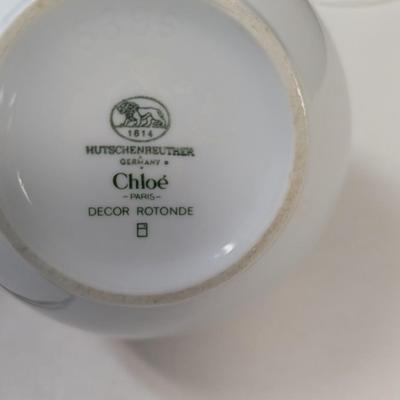 1814
HUTSCHENREUTHER
GERMANY
Chloé
- PARIS -
DECOR ROTONDE